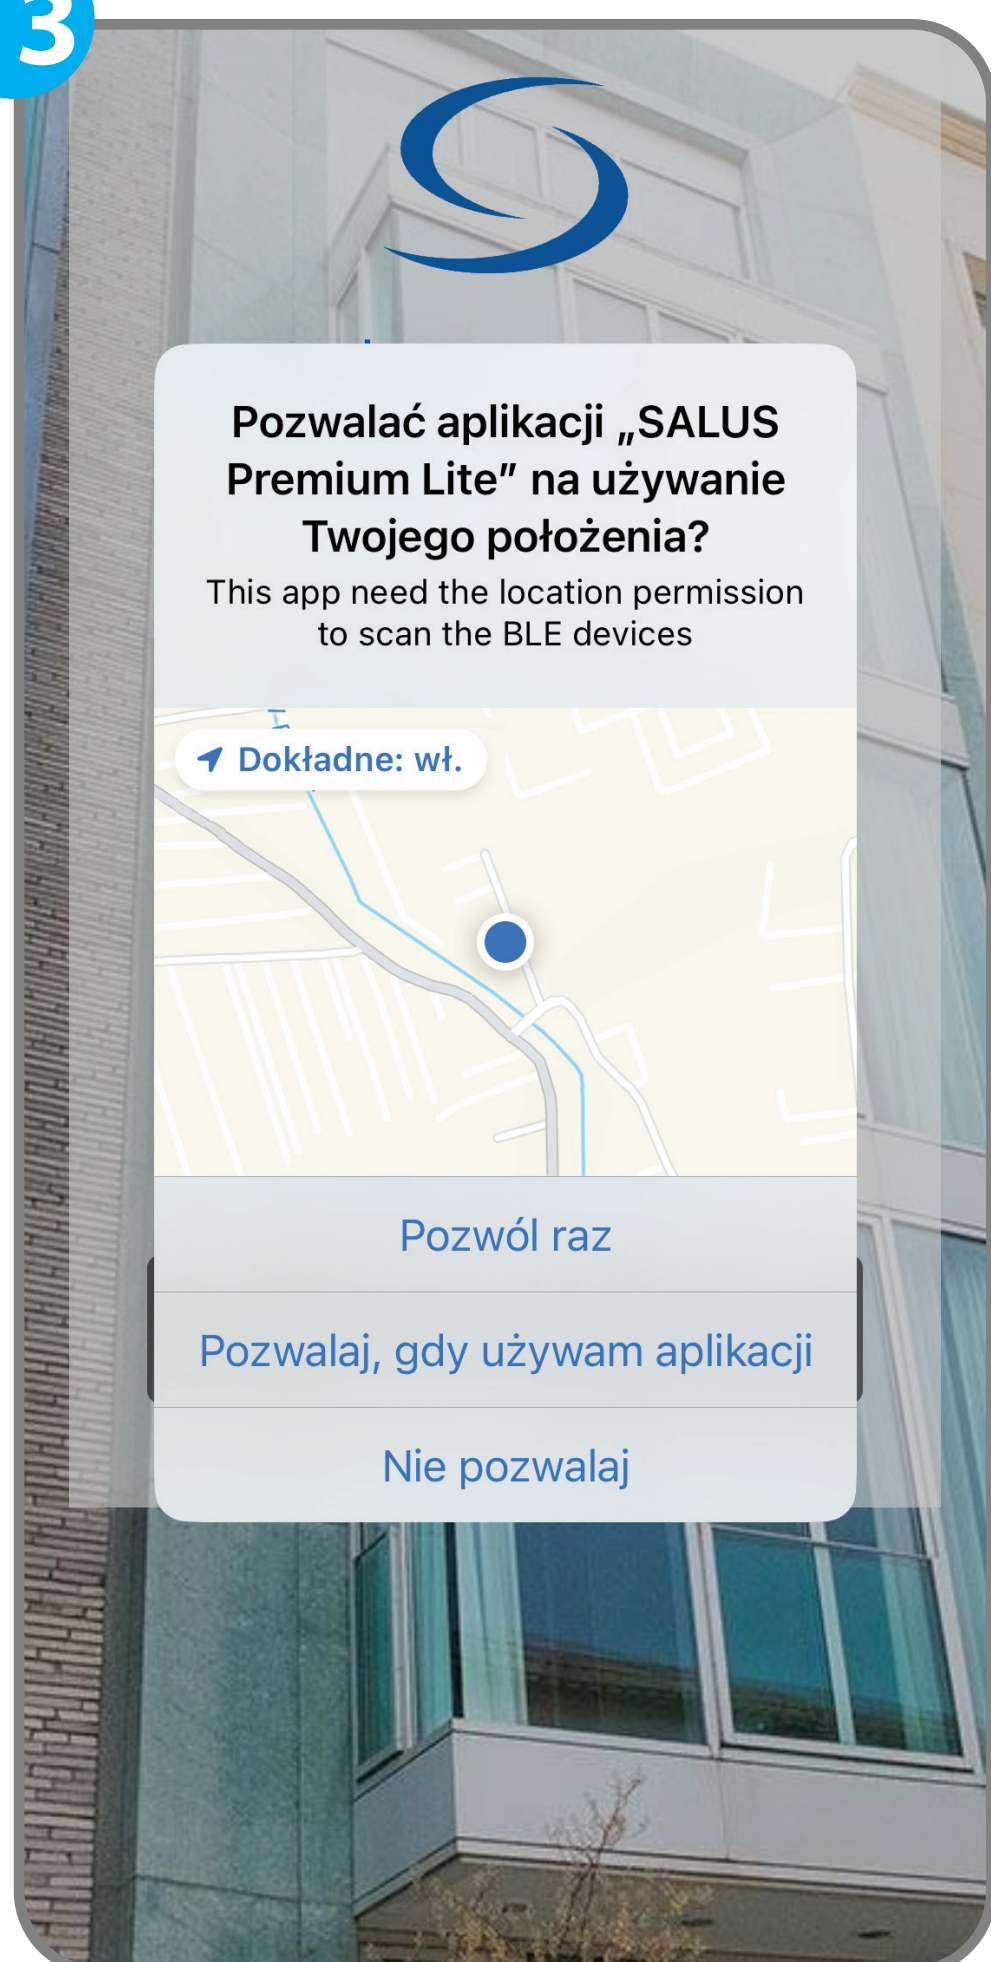 3
Pozwalać aplikacji „SALUS
Premium Lite” na używanie
Twojego położenia?
This app need the location permission
to scan the BLE devices
Dokładne: wł.
Pozwól raz
Pozwalaj, gdy używam aplikacji
Nie pozwalaj